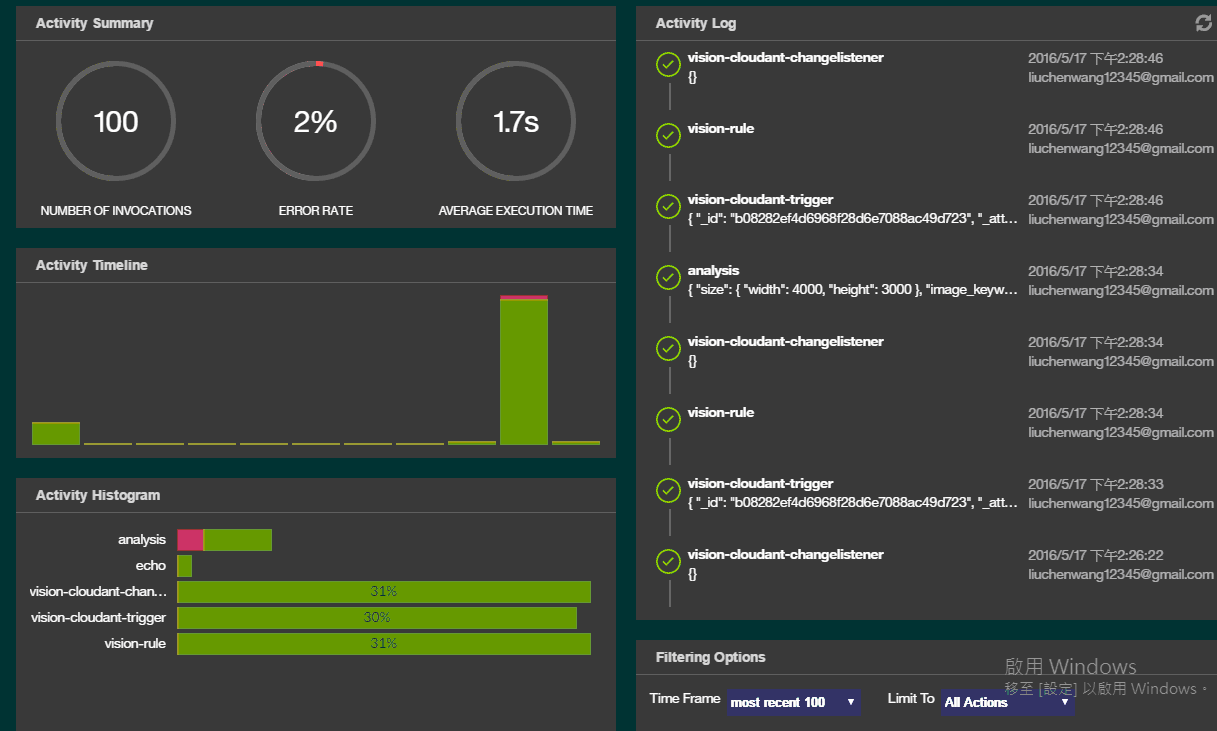 Activity Summary
100
2%
1.7s
NUMBER OF INVOCATIONS
ERROR RATE
AVERAGE EXECUTION TIME
Activity Timeline
Activity Histogram
analysis
echo
vision-cloudant-chan...
31%
vision-cloudant-trigger
30%
vision-rule
31%
Activity Log
vision-cloudant-changelistener
2016/5/17 下午2:28:46
{}
liuchenwang12345@gmail.com
vision-rule
2016/5/17 下午2:28:46
liuchenwang12345@gmail.com
vision-cloudant-trigger
2016/5/17 下午2:28:46
{ "_id": "b08282ef4d6968f28d6e7088ac49d723", "_att...
liuchenwang12345@gmail.com
analysis
2016/5/17 下午2:28:34
{ "size": { "width": 4000, "height": 3000 }, "image_keyw...
liuchenwang12345@gmail.com
vision-cloudant-changelistener
2016/5/17 下午2:28:34
{}
liuchenwang12345@gmail.com
vision-rule
2016/5/17 下午2:28:34
liuchenwang12345@gmail.com
vision-cloudant-trigger
2016/5/17 下午2:28:33
{ "_id": "b08282ef4d6968f28d6e7088ac49d723", "_att...
liuchenwang12345@gmail.com
vision-cloudant-changelistener
2016/5/17 下午2:26:22
{}
liuchenwang12345@gmail.com
Filtering Options
啟用 Windows
移至 [設定] 以啟用 Windows。
Time Frame
most recent 100
Limit To
All Actions